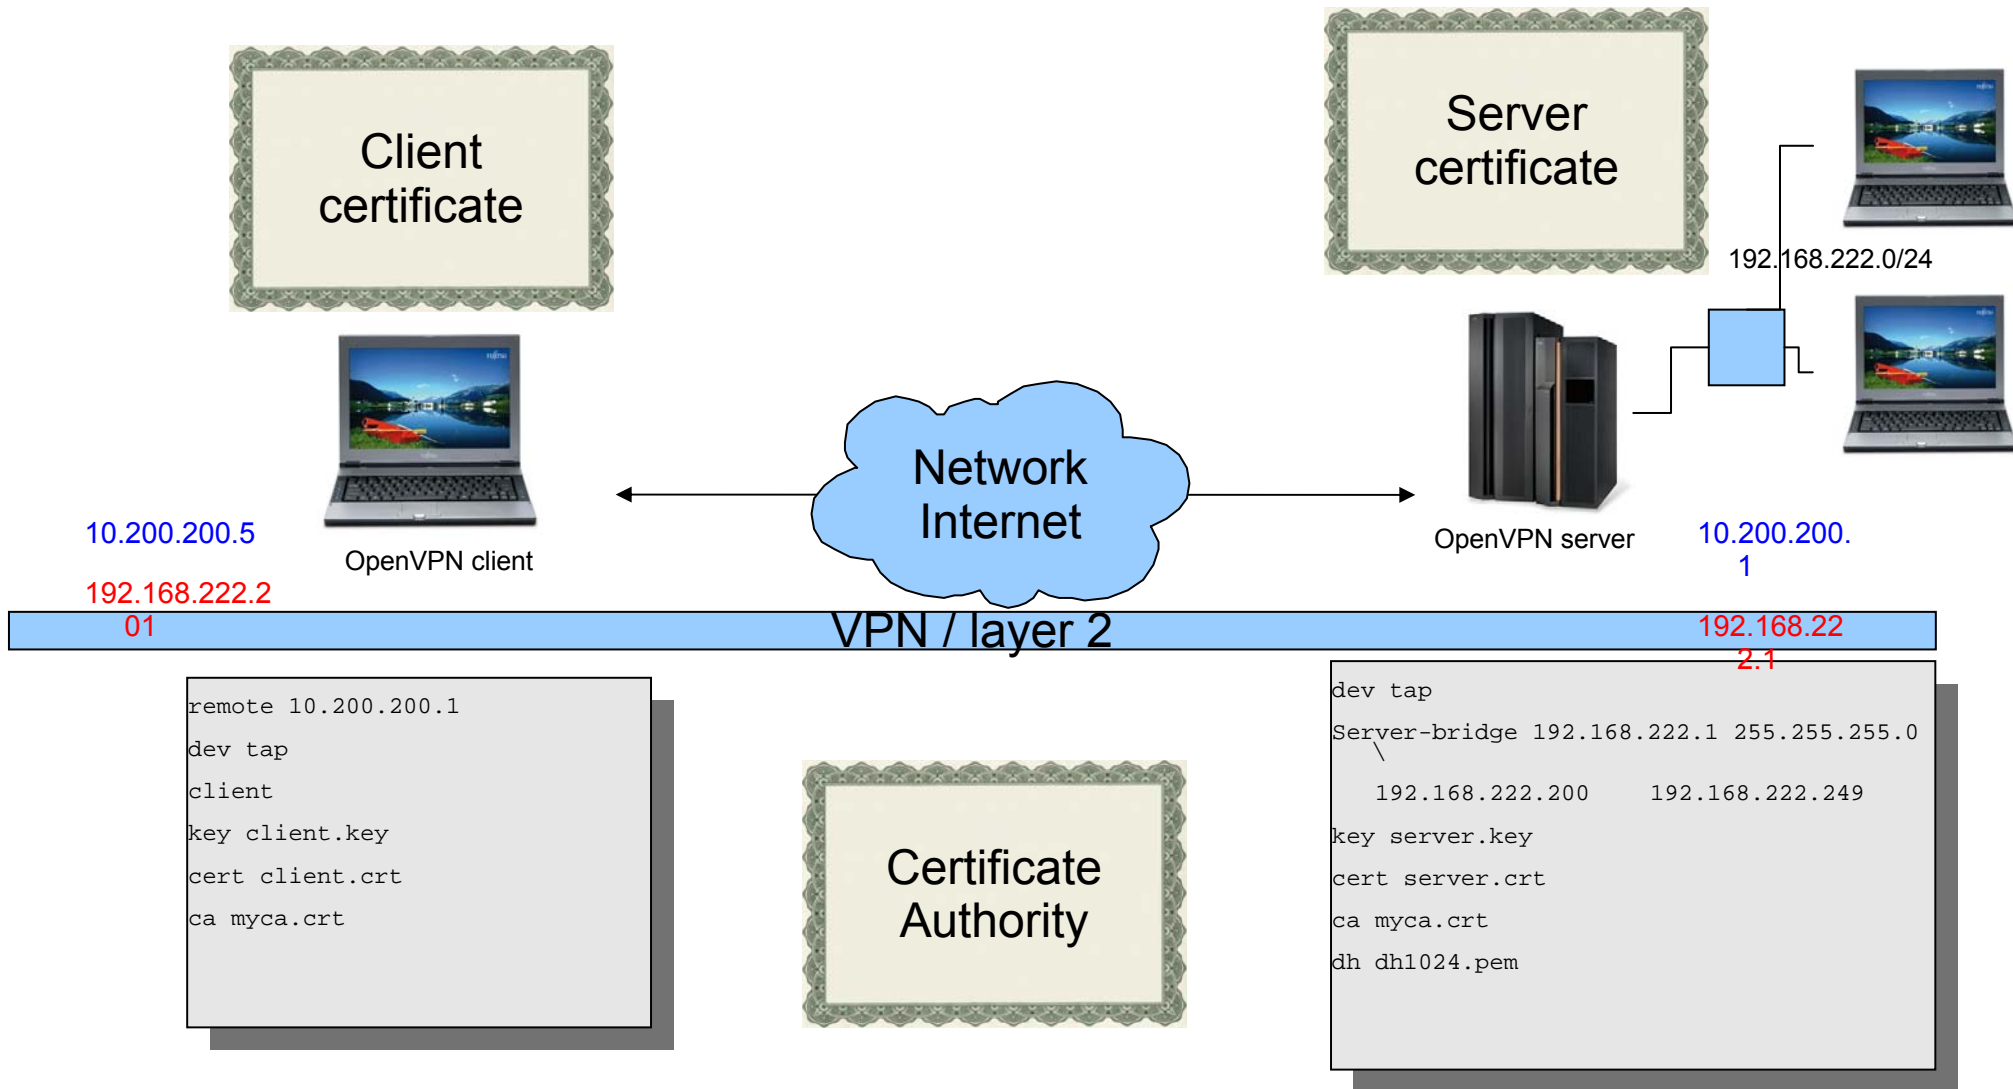 Client
certificate
Server
certificate
192.168.222.0/24
Network
Internet
10.200.200.5
OpenVPN client
OpenVPN server
10.200.200.
1
192.168.222.2
01
VPN / layer 2
192.168.22
2.1
remote 10.200.200.1
dev tap
client
key client.key
cert client.crt
ca myca.crt
Certificate
Authority
dev tap
Server-bridge 192.168.222.1 255.255.255.0
\
192.168.222.200 192.168.222.249
key server.key
cert server.crt
ca myca.crt
dh dh1024.pem